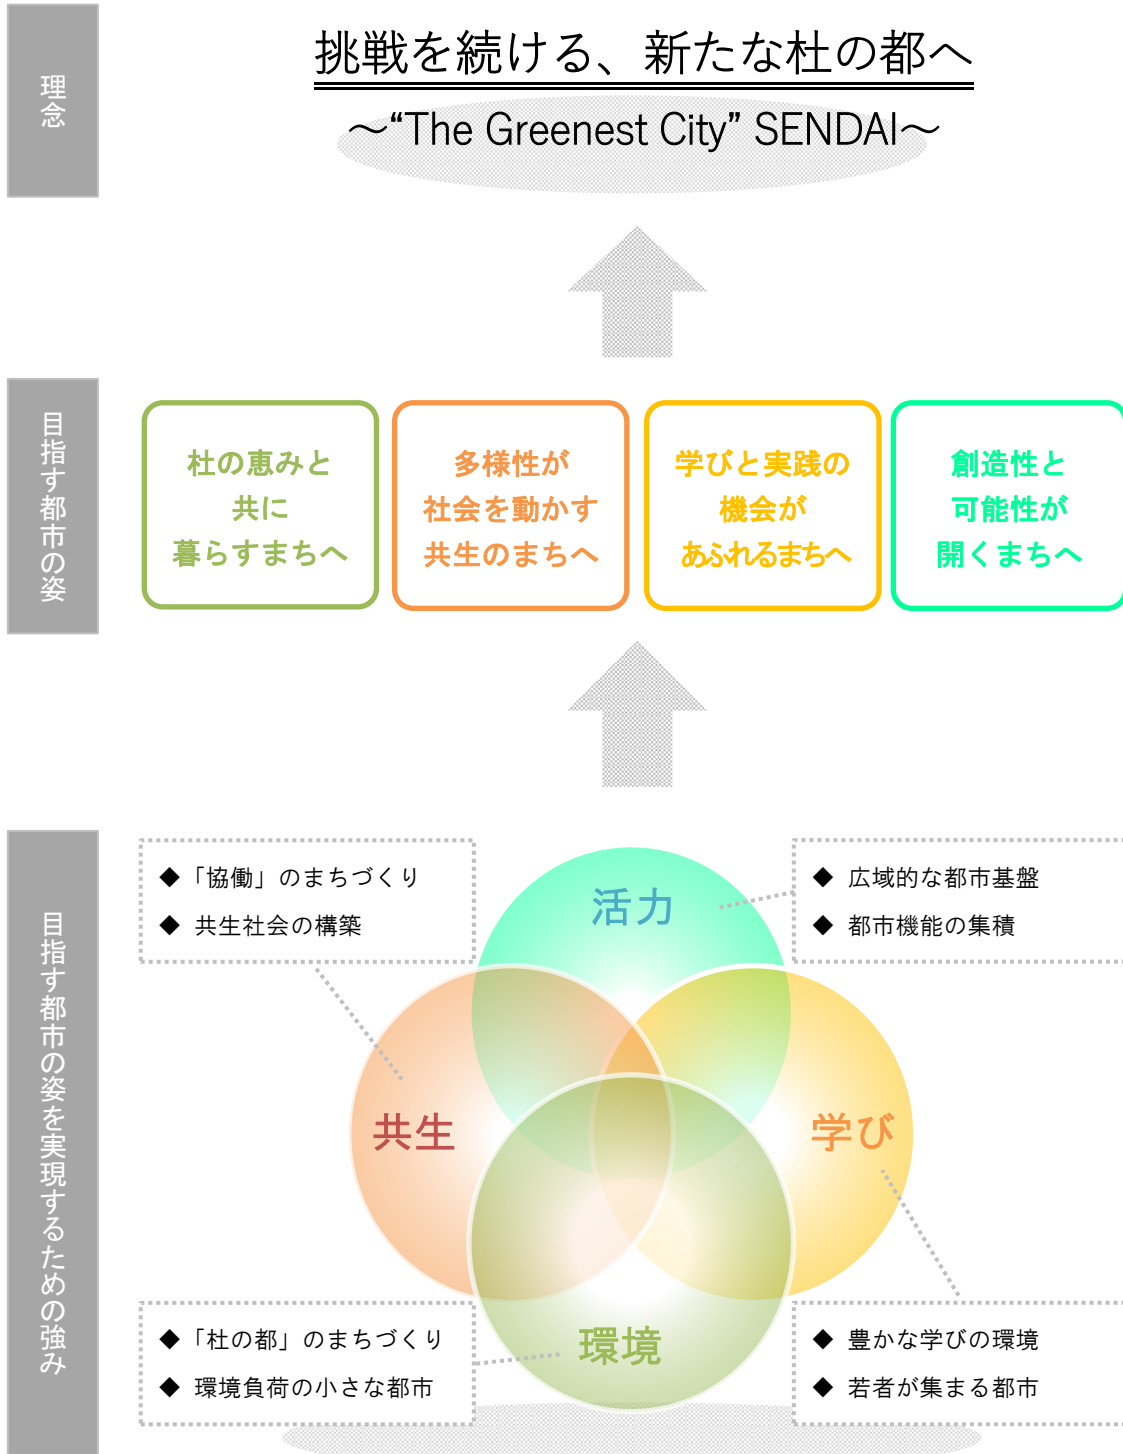 理念
挑戦を続ける、新たな杜の都へ
～“The Greenest City” SENDAI～
目指す都市の姿
杜の恵みと
共に
暮らすまちへ
多様性が
社会を動かす
共生のまちへ
学びと実践の
機会が
あふれるまちへ
創造性と
可能性が
開くまちへ
目指す都市の姿を実現するための強み
◆ 「協働」のまちづくり
◆ 共生社会の構築
活力
◆ 広域的な都市基盤
◆ 都市機能の集積
共生
学び
◆ 「杜の都」のまちづくり
◆ 環境負荷の小さな都市
環境
◆ 豊かな学びの環境
◆ 若者が集まる都市